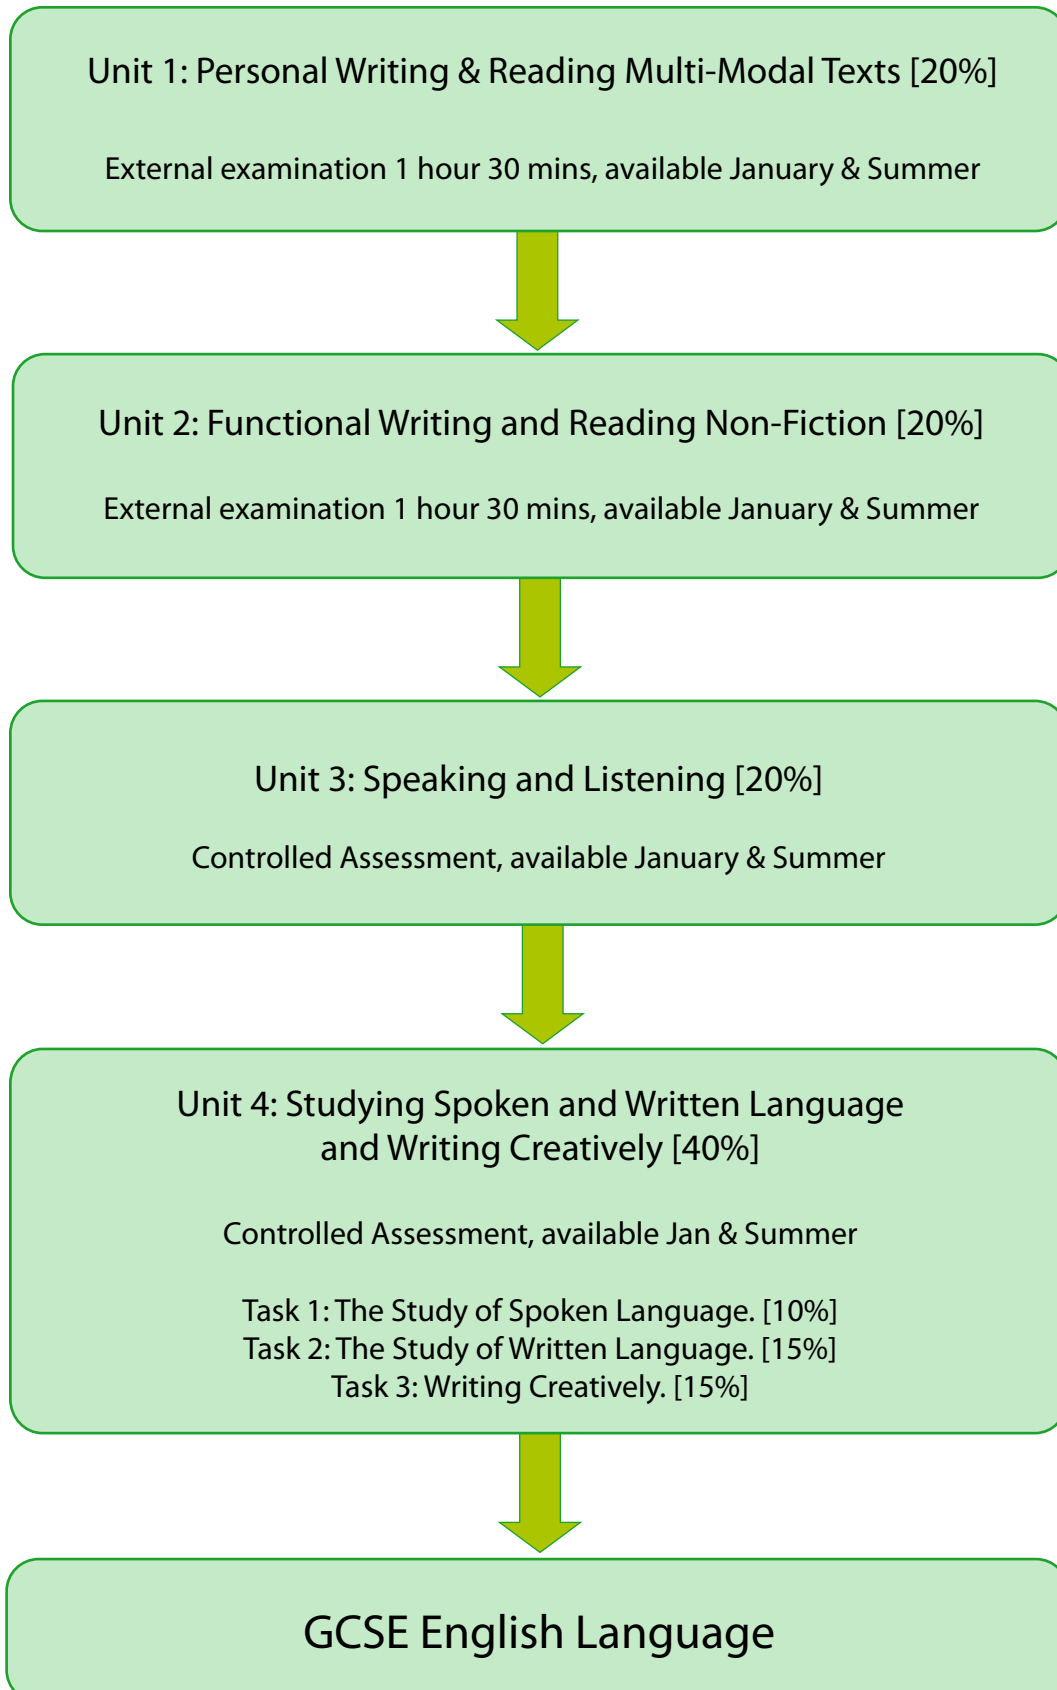 Unit 1: Personal Writing & Reading Multi-Modal Texts [20%]
External examination 1 hour 30 mins, available January & Summer
Unit 2: Functional Writing and Reading Non-Fiction [20%]
External examination 1 hour 30 mins, available January & Summer
Unit 3: Speaking and Listening [20%]
Controlled Assessment, available January & Summer
Unit 4: Studying Spoken and Written Language
and Writing Creatively [40%]
Controlled Assessment, available Jan & Summer
Task 1: The Study of Spoken Language. [10%]
Task 2: The Study of Written Language. [15%]
Task 3: Writing Creatively. [15%]
GCSE English Language